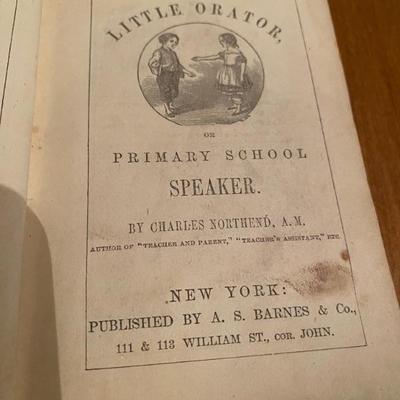 LITTLE ORATOR,
OR
PRIMARY SCHOOL
SPEAKER.
BY CHARLES NORTHEND, A.M.
AUTHOR OF "TEACHER AND PARENT," "TEACHER'S ASSISTANT," ETC.
NEW YORK:
PUBLISHED BY A. S. BARNES & Co.,
111 & 113 WILLIAM ST., COR. JOHN.